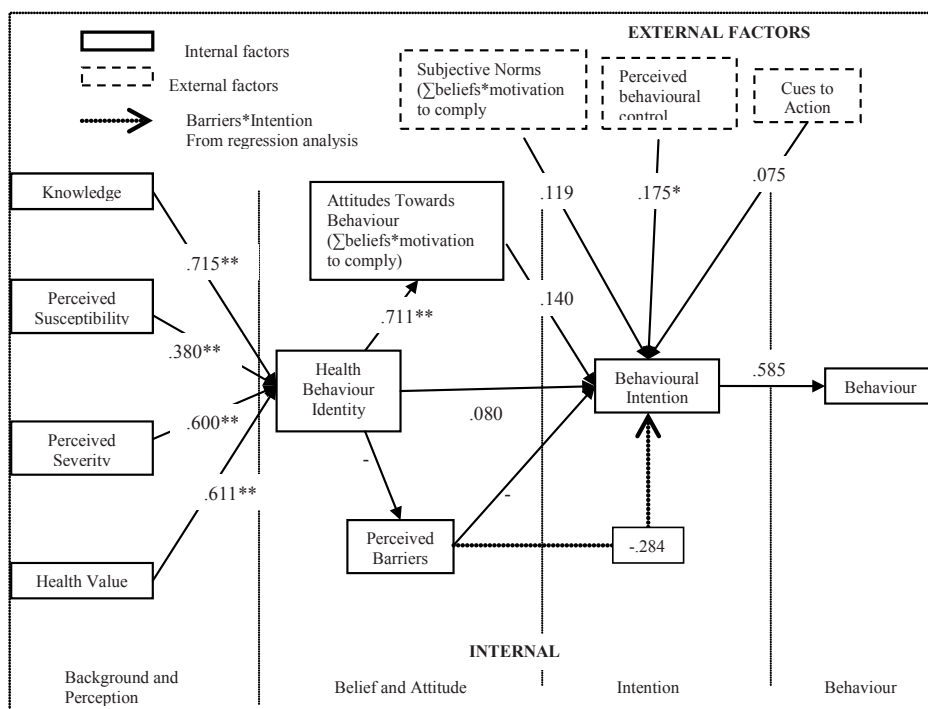 EXTERNAL FACTORS
Internal factors
External factors
Barriers*Intention
From regression analysis
Subjective Norms
(∑beliefs*motivation
to comply
Perceived
behavioural
control
Cues to
Action
Knowledge
Attitudes Towards
Behaviour
(∑beliefs*motivation
to comply)
.119
.175*
.075
.715**
Perceived
Susceptibility
.711**
.140
.380**
Health
Behaviour
Identity
.080
Behavioural
Intention
.585
Behaviour
Perceived
Severity
.600**
.611**
-
-
Perceived
Barriers
-.284
Health Value
INTERNAL
Background and
Perception
Belief and Attitude
Intention
Behaviour